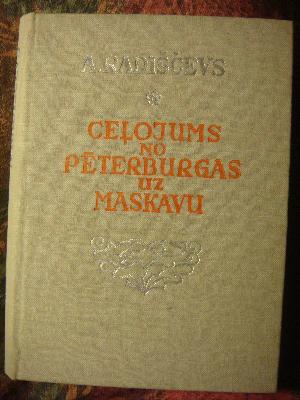 A.RADIŠČEVS
CEĻOJUMS
NO
PĒTERBURGAS
UZ
MASKAVU